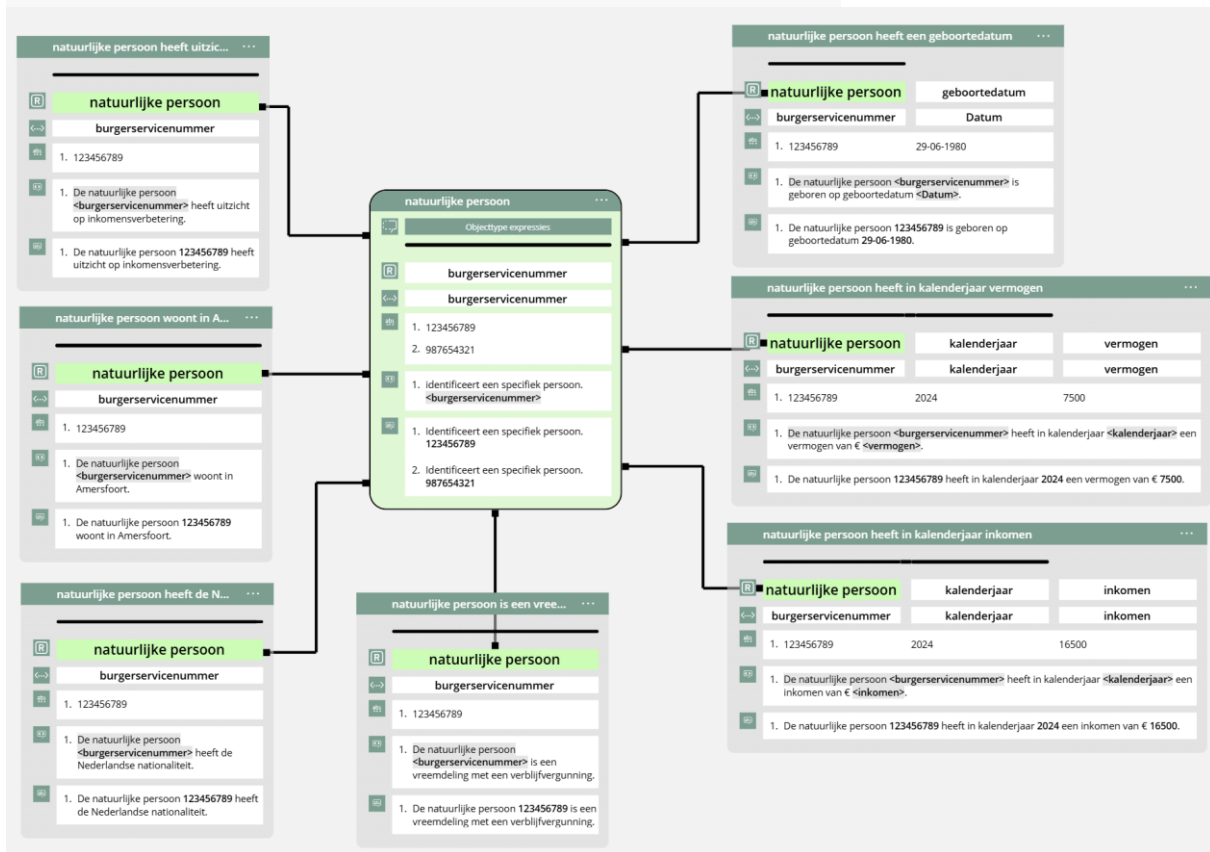 natuurlijke persoon heeft uitzic... ...
natuurlijke persoon
burgerservicenummer
1. 123456789
1. De natuurlijke persoon
<burgerservicenummer> heeft uitzicht
op inkomensverbetering.
1. De natuurlijke persoon 123456789 heeft
uitzicht op inkomensverbetering.
natuurlijke persoon woont in A... ...
natuurlijke persoon
burgerservicenummer
1. 123456789
1. De natuurlijke persoon
<burgerservicenummer> woont in
Amersfoort.
1. De natuurlijke persoon 123456789
woont in Amersfoort.
natuurlijke persoon heeft de N... ...
natuurlijke persoon
burgerservicenummer
1. 123456789
1. De natuurlijke persoon
<burgerservicenummer> heeft de
Nederlandse nationaliteit.
1. De natuurlijke persoon 123456789 heeft
de Nederlandse nationaliteit.
natuurlijke persoon ...
Objecttype expressies
burgerservicenummer
burgerservicenummer
1. 123456789
2. 987654321
1. identificeert een specifiek persoon.
<burgerservicenummer>
1. Identificeert een specifiek persoon.
123456789
2. Identificeert een specifiek persoon.
987654321
natuurlijke persoon is een vree... ...
natuurlijke persoon
burgerservicenummer
1. 123456789
1. De natuurlijke persoon
<burgerservicenummer> is een
vreemdeling met een verblijfvergunning.
1. De natuurlijke persoon 123456789 is een
vreemdeling met een verblijfvergunning.
natuurlijke persoon heeft een geboortedatum ...
natuurlijke persoon geboortedatum
burgerservicenummer Datum
1. 123456789 29-06-1980
1. De natuurlijke persoon <burgerservicenummer> is
geboren op geboortedatum <Datum>.
1. De natuurlijke persoon 123456789 is geboren op
geboortedatum 29-06-1980.
natuurlijke persoon heeft in kalenderjaar vermogen ...
natuurlijke persoon kalenderjaar vermogen
burgerservicenummer kalenderjaar vermogen
1. 123456789 2024 7500
1. De natuurlijke persoon <burgerservicenummer> heeft in kalenderjaar <kalenderjaar> een
vermogen van € <vermogen>.
1. De natuurlijke persoon 123456789 heeft in kalenderjaar 2024 een vermogen van € 7500.
natuurlijke persoon heeft in kalenderjaar inkomen ...
natuurlijke persoon kalenderjaar inkomen
burgerservicenummer kalenderjaar inkomen
1. 123456789 2024 16500
1. De natuurlijke persoon <burgerservicenummer> heeft in kalenderjaar <kalenderjaar> een
inkomen van € <inkomen>.
1. De natuurlijke persoon 123456789 heeft in kalenderjaar 2024 een inkomen van € 16500.